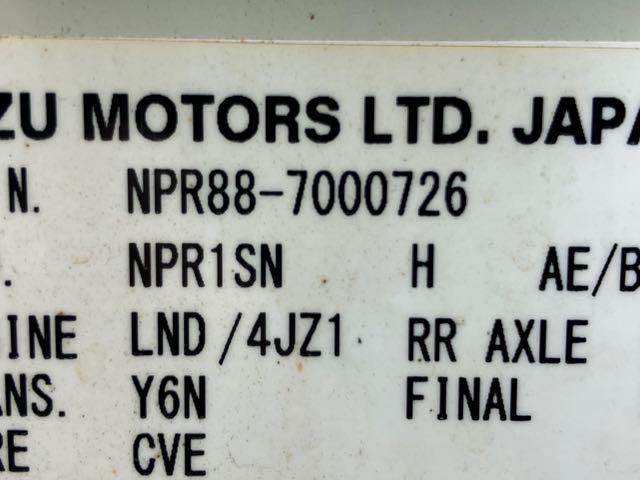 ZU MOTORS LTD. JAPA
N. NPR88-7000726
. NPR1SN H AE/B
INE LND/4JZ1 RR AXLE
ANS. Y6N FINAL
RE CVE